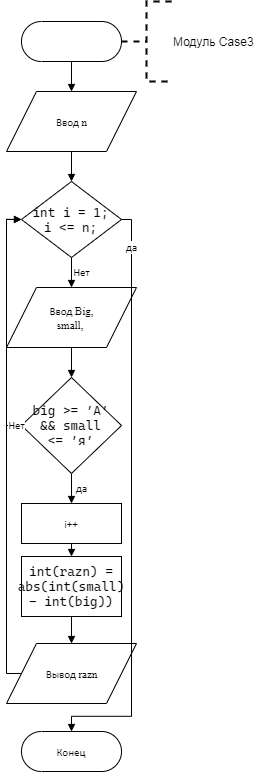 Модуль Case3
Ввод n
int i = 1;
i <= n;
да
Нет
Ввод Big,
small,
big >= 'А'
&& small
<= 'я'
Нет
да
i++
int(razn) =
abs(int(small)
− int(big))
Вывод razn
Конец